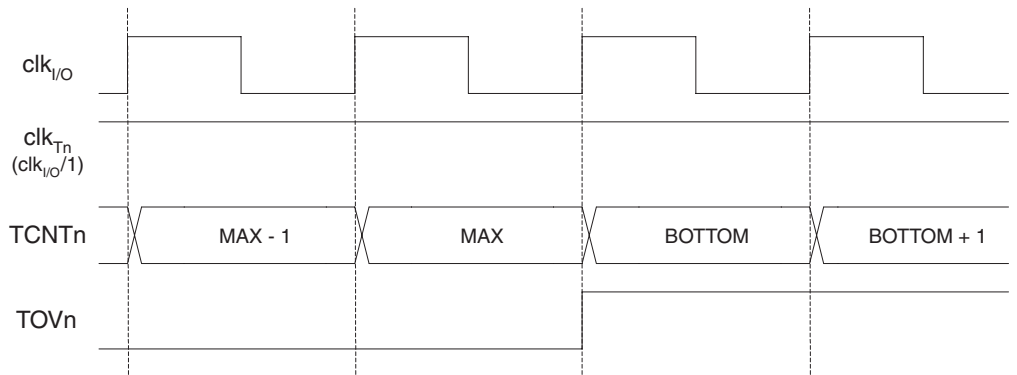 clkI/O
clkTn
(clkI/O/1)
TCNTn MAX - 1 MAX BOTTOM BOTTOM + 1
TOVn